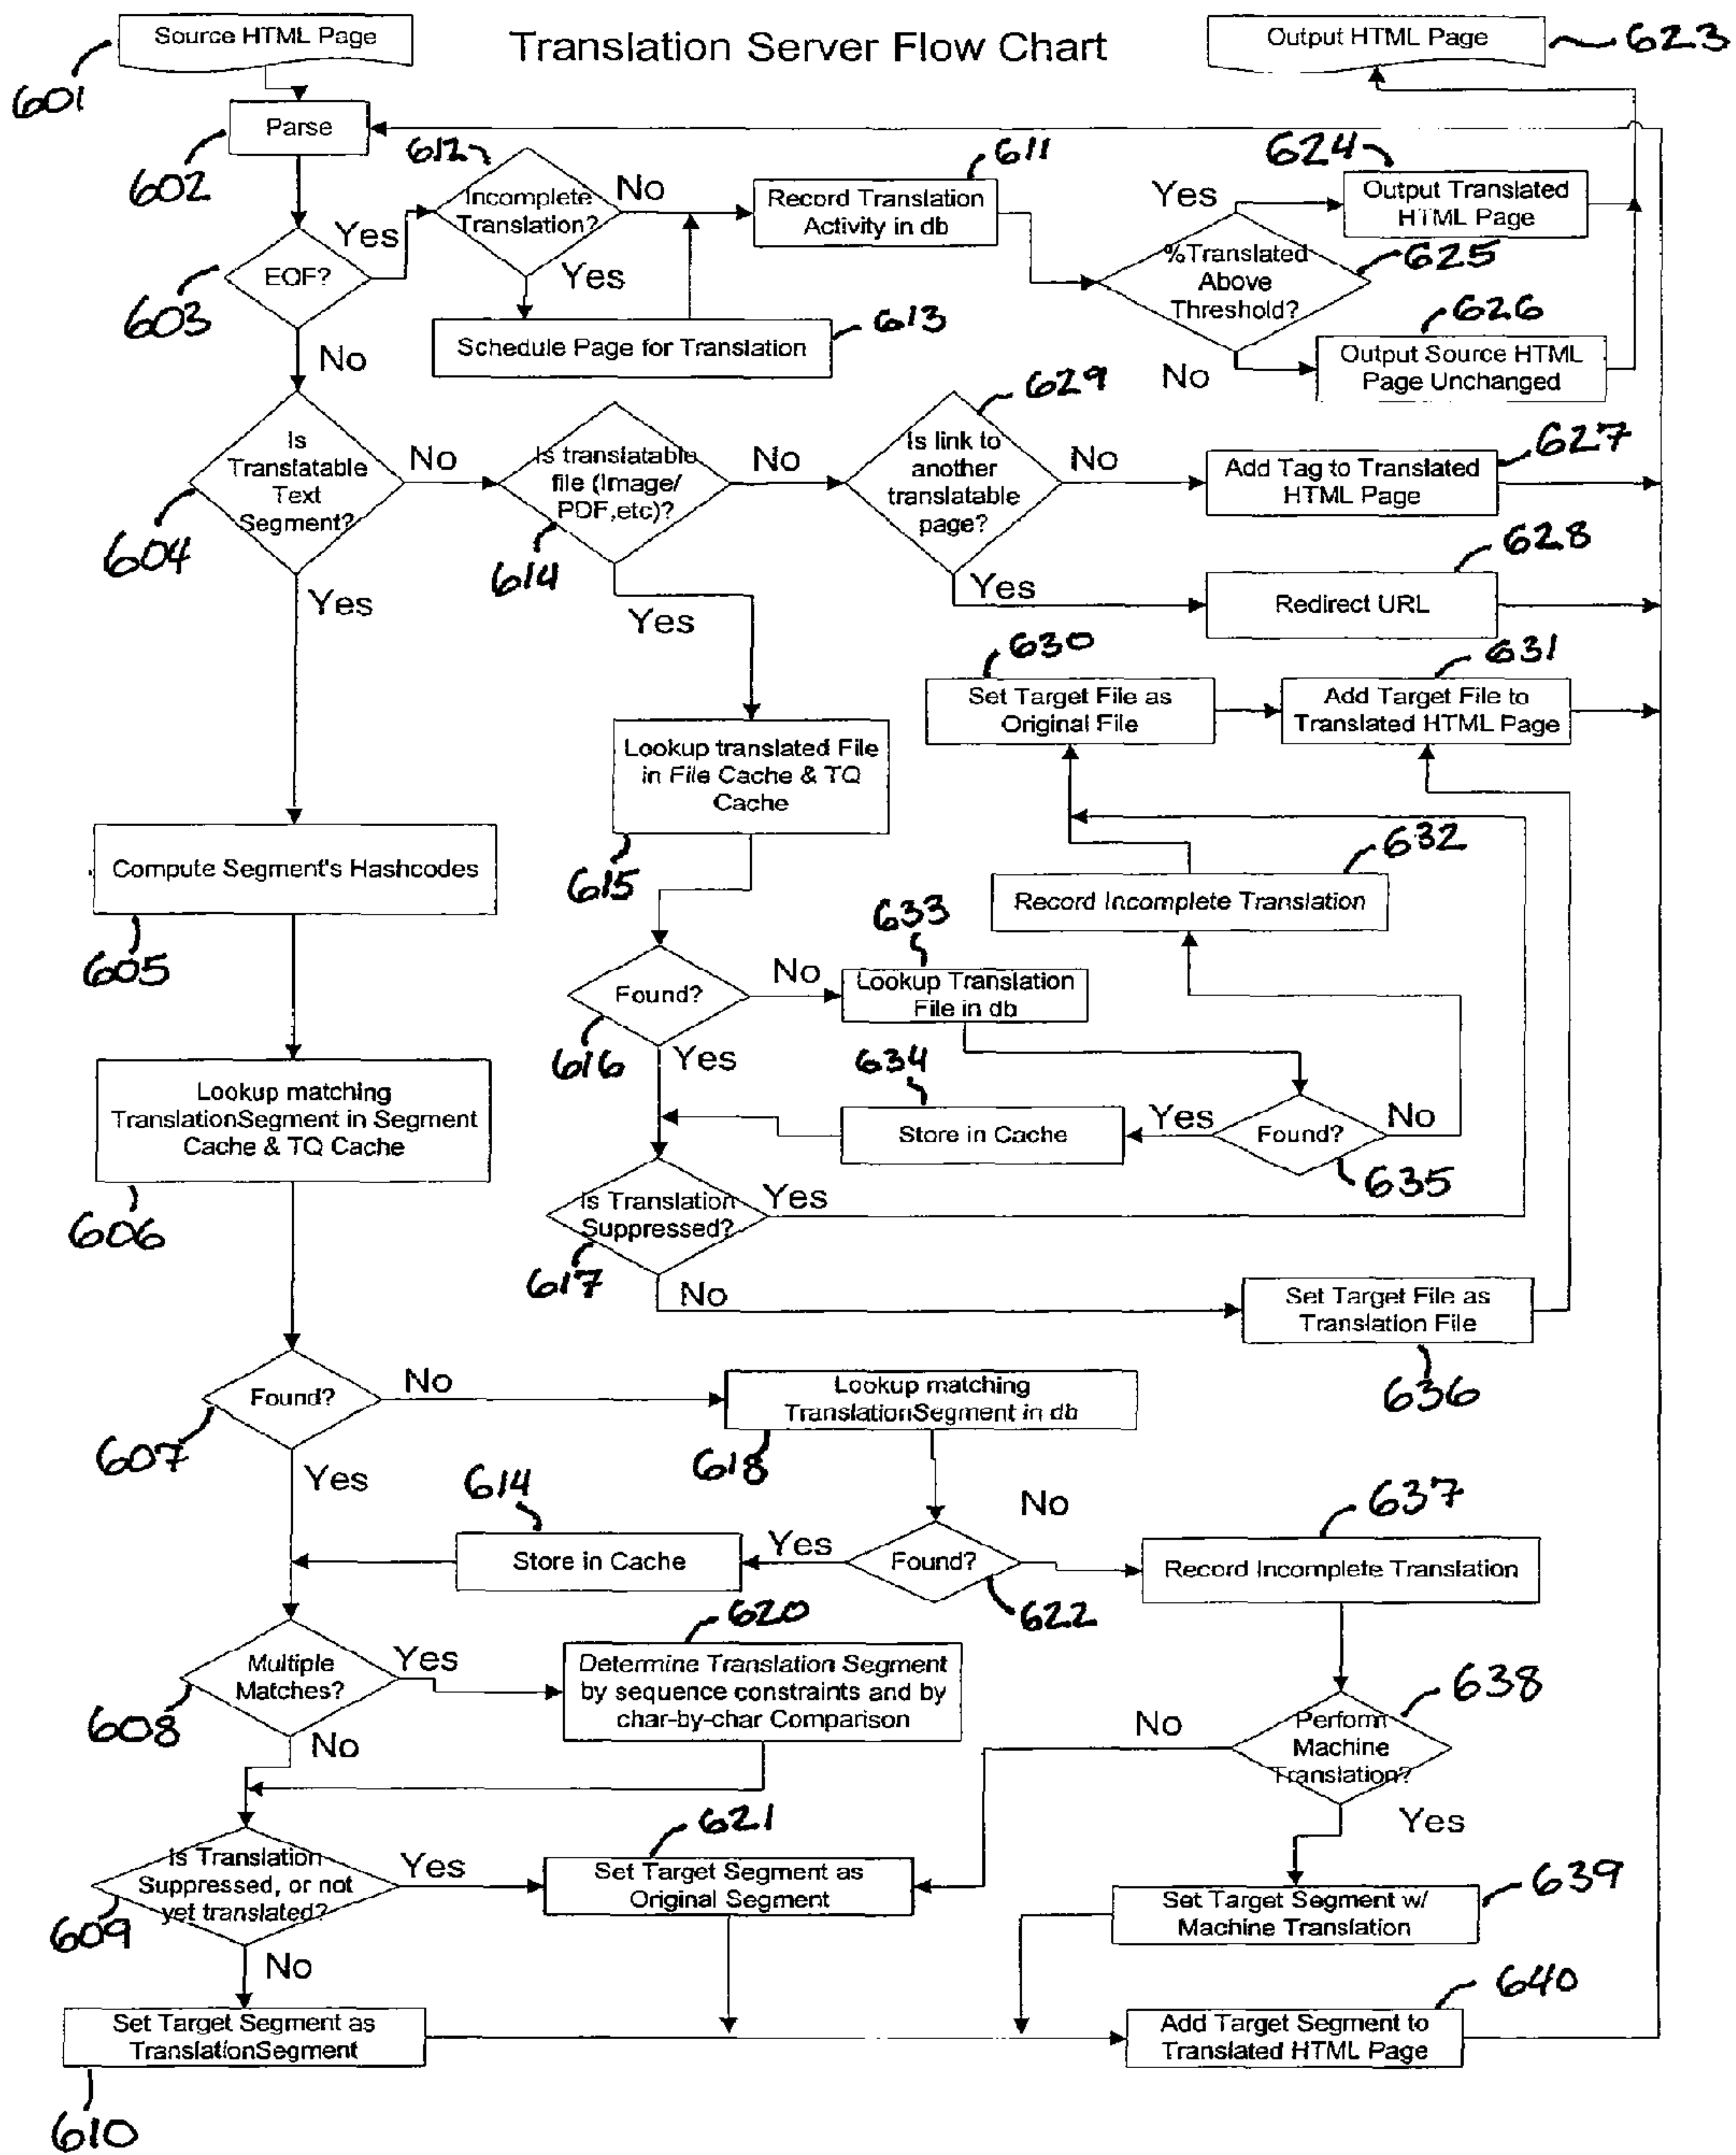 Translation Server Flow Chart
Source HTML Page
601
Output HTML Page
623
Parse
602
EOF?
603
Yes
No
612
Incomplete
Translation?
No
Yes
Schedule Page for Translation
613
611
Record Translation
Activity in db
%Translated
Above
Threshold?
625
Yes
No
624
Output Translated
HTML Page
626
Output Source HTML
Page Unchanged
Is
Translatable
Text
Segment?
604
No
Yes
Is translatable
file (Image/
PDF,etc)?
614
No
Yes
629
Is link to
another
translatable
page?
No
Yes
627
Add Tag to Translated
HTML Page
628
Redirect URL
630
Set Target File as
Original File
631
Add Target File to
Translated HTML Page
Lookup translated File
in File Cache & TQ
Cache
615
632
Record Incomplete Translation
Compute Segment's Hashcodes
605
Found?
616
No
Yes
633
Lookup Translation
File in db
634
Store in Cache
Yes
Found?
No
635
Is Translation
Suppressed?
617
Yes
No
Set Target File as
Translation File
636
Lookup matching
TranslationSegment in Segment
Cache & TQ Cache
606
Found?
607
No
Yes
Lookup matching
TranslationSegment in db
618
614
Store in Cache
Yes
Found?
622
No
637
Record Incomplete Translation
Multiple
Matches?
608
Yes
No
620
Determine Translation Segment
by sequence constraints and by
char-by-char Comparison
638
Perform
Machine
Translation?
No
Yes
Is Translation
Suppressed, or not
yet translated?
609
Yes
No
621
Set Target Segment as
Original Segment
639
Set Target Segment w/
Machine Translation
Set Target Segment as
TranslationSegment
610
640
Add Target Segment to
Translated HTML Page